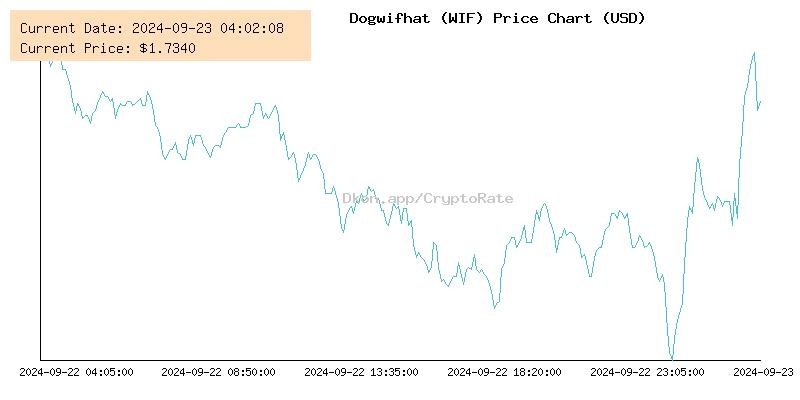 Dogwifhat (WIF) Price Chart (USD)
Current Date: 2024-09-23 04:02:08
Current Price: $1.7340
Dkon.app/CryptoRate
2024-09-22 04:05:00 2024-09-22 08:50:00 2024-09-22 13:35:00 2024-09-22 18:20:00 2024-09-22 23:05:00 2024-09-23